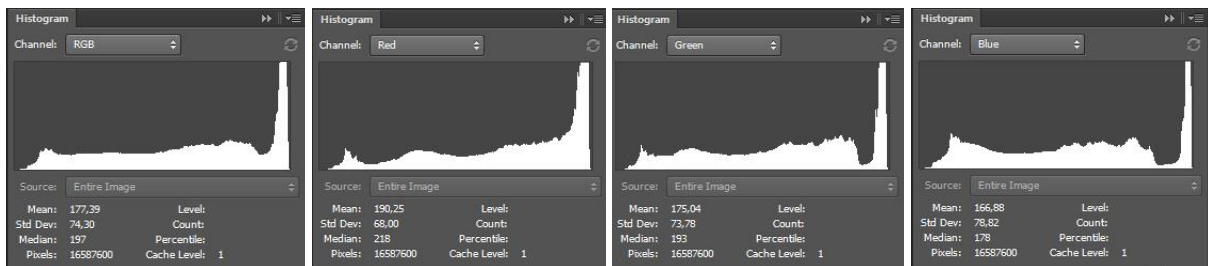 Histogram
Channel: RGB
Source: Entire Image
Mean: 177,39 Level:
Std Dev: 74,30 Count:
Median: 197 Percentile:
Pixels: 16587600 Cache Level: 1
Histogram
Channel: Red
Source: Entire Image
Mean: 190,25 Level:
Std Dev: 68,00 Count:
Median: 218 Percentile:
Pixels: 16587600 Cache Level: 1
Histogram
Channel: Green
Source: Entire Image
Mean: 175,04 Level:
Std Dev: 73,78 Count:
Median: 193 Percentile:
Pixels: 16587600 Cache Level: 1
Histogram
Channel: Blue
Source: Entire Image
Mean: 166,88 Level:
Std Dev: 78,82 Count:
Median: 178 Percentile:
Pixels: 16587600 Cache Level: 1